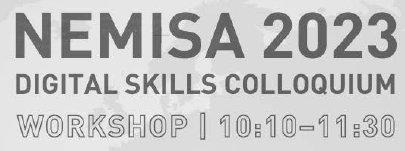 NEMISA 2023
DIGITAL SKILLS COLLOQUIUM
WORKSHOP | 10:10–11:30